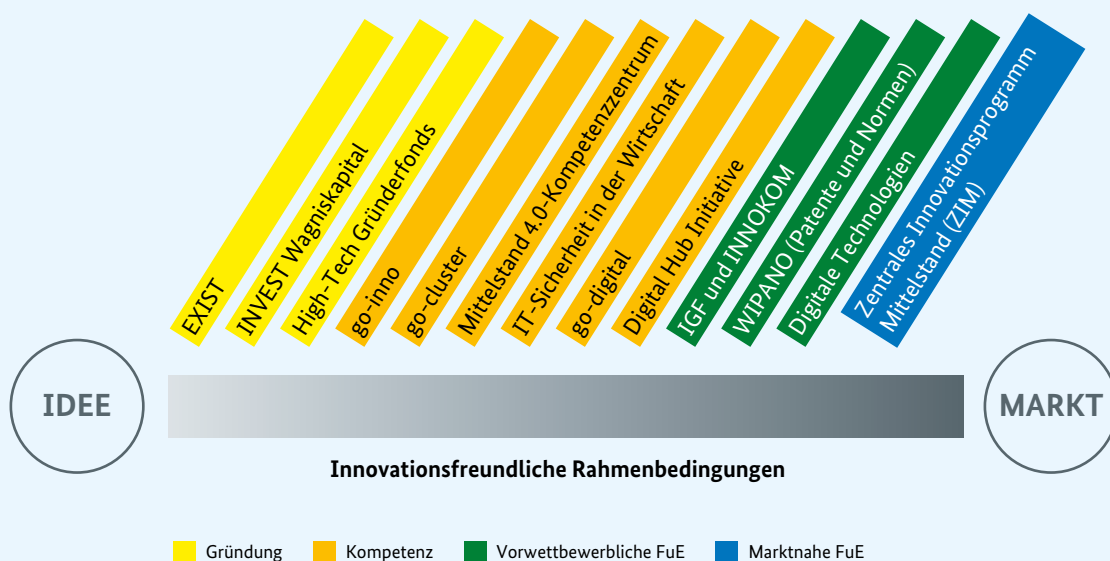 EXIST
INVEST Wagniskapital
High-Tech Gründerfonds
go-inno
go-cluster
Mittelstand 4.0-Kompetenzzentrum
IT-Sicherheit in der Wirtschaft
go-digital
Digital Hub Initiative
IGF und INNOKOM
WIPANO (Patente und Normen)
Digitale Technologien
Zentrales Innovationsprogramm
Mittelstand (ZIM)
IDEE
MARKT
Innovationsfreundliche Rahmenbedingungen
Gründung
Kompetenz
Vorwettbewerbliche FuE
Marktnahe FuE